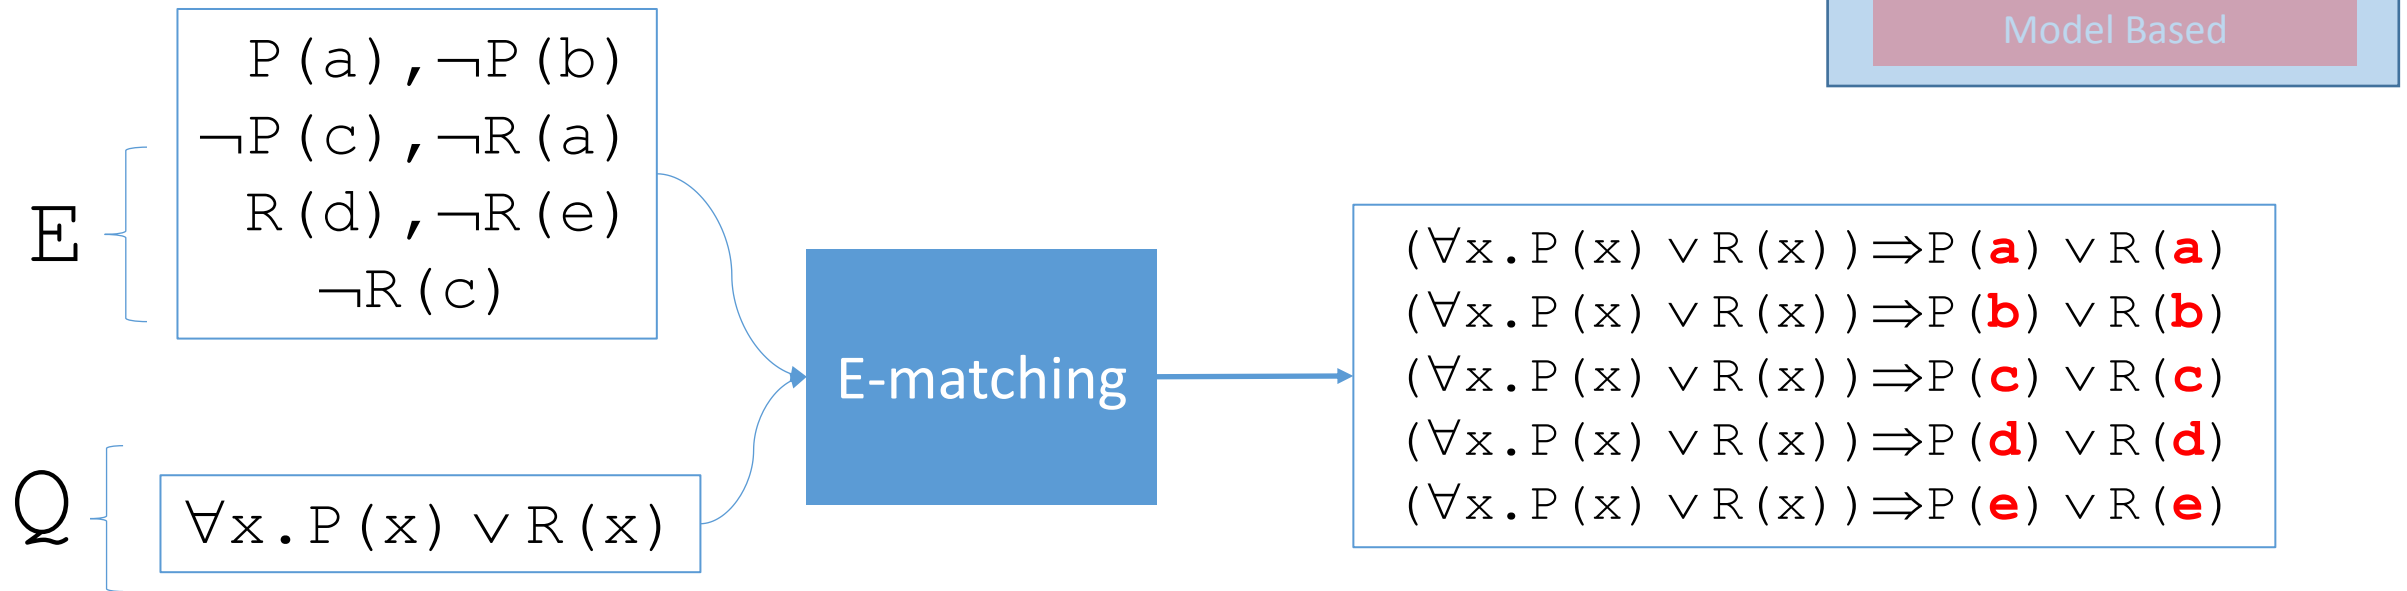 Model Based
P(a),¬P(b)
¬P(c),¬R(a)
R(d),¬R(e)
¬R(c)
E
Q
∀x.P(x)∨R(x)
E-matching
(∀x.P(x)∨R(x))⇒P(a)∨R(a)
(∀x.P(x)∨R(x))⇒P(b)∨R(b)
(∀x.P(x)∨R(x))⇒P(c)∨R(c)
(∀x.P(x)∨R(x))⇒P(d)∨R(d)
(∀x.P(x)∨R(x))⇒P(e)∨R(e)